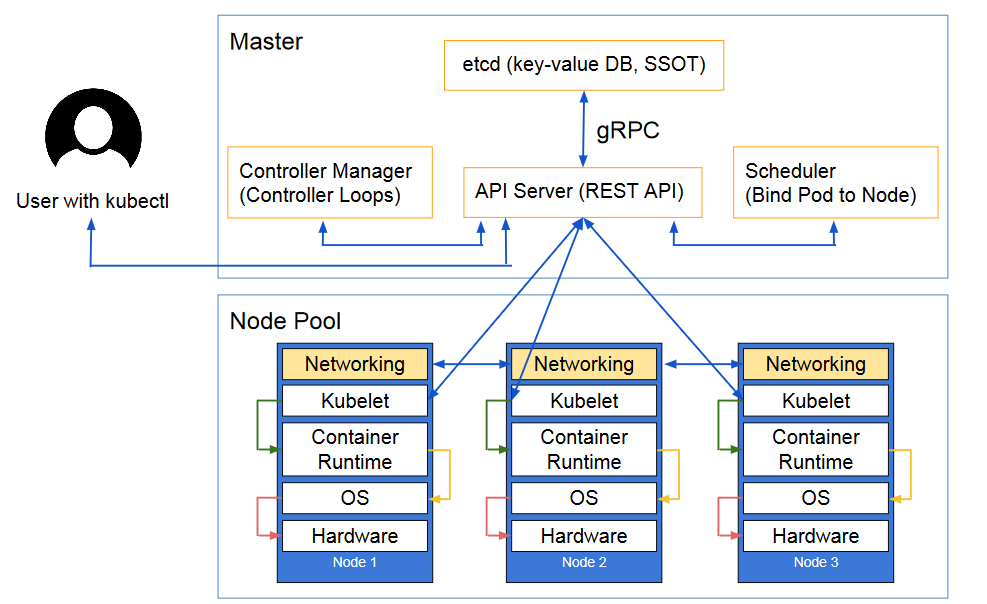 Master
etcd (key-value DB, SSOT)
gRPC
Controller Manager
(Controller Loops)
API Server (REST API)
Scheduler
(Bind Pod to Node)
User with kubectl
Node Pool
Networking
Kubelet
Container
Runtime
OS
Hardware
Node 1
Networking
Kubelet
Container
Runtime
OS
Hardware
Node 2
Networking
Kubelet
Container
Runtime
OS
Hardware
Node 3